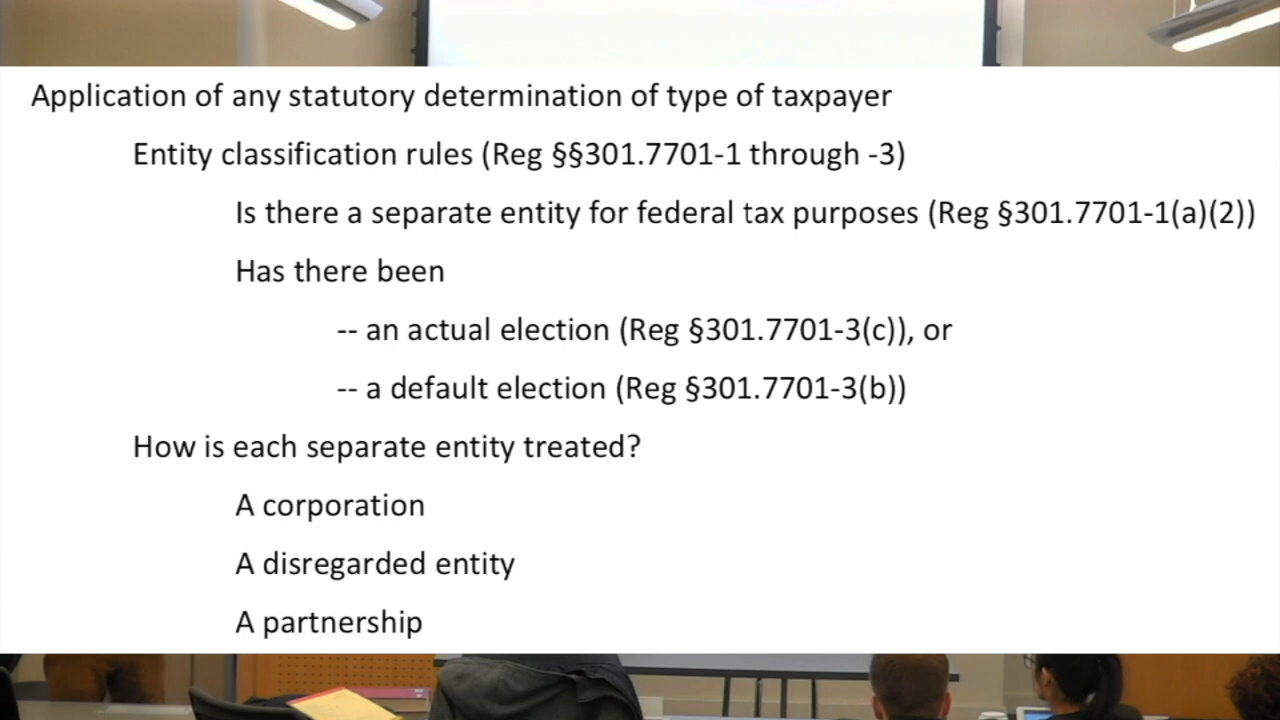 Application of any statutory determination of type of taxpayer
Entity classification rules (Reg §§301.7701-1 through -3)
Is there a separate entity for federal tax purposes (Reg §301.7701-1(a)(2))
Has there been
-- an actual election (Reg §301.7701-3(c)), or
-- a default election (Reg §301.7701-3(b))
How is each separate entity treated?
A corporation
A disregarded entity
A partnership